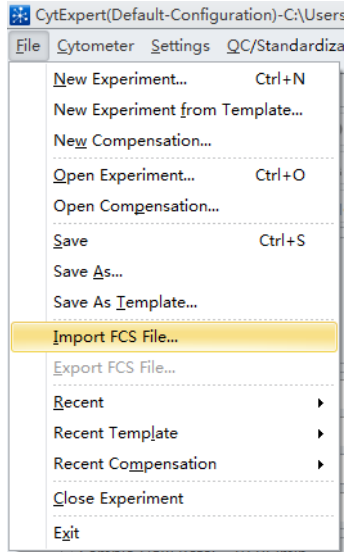 CytExpert(Default-Configuration)-C:\Users
File Cytometer Settings QC/Standardiza
New Experiment... Ctrl+N
New Experiment from Template...
New Compensation...
Open Experiment... Ctrl+O
Open Compensation...
Save Ctrl+S
Save As...
Save As Template...
Import FCS File...
Export FCS File...
Recent
Recent Template
Recent Compensation
Close Experiment
Exit